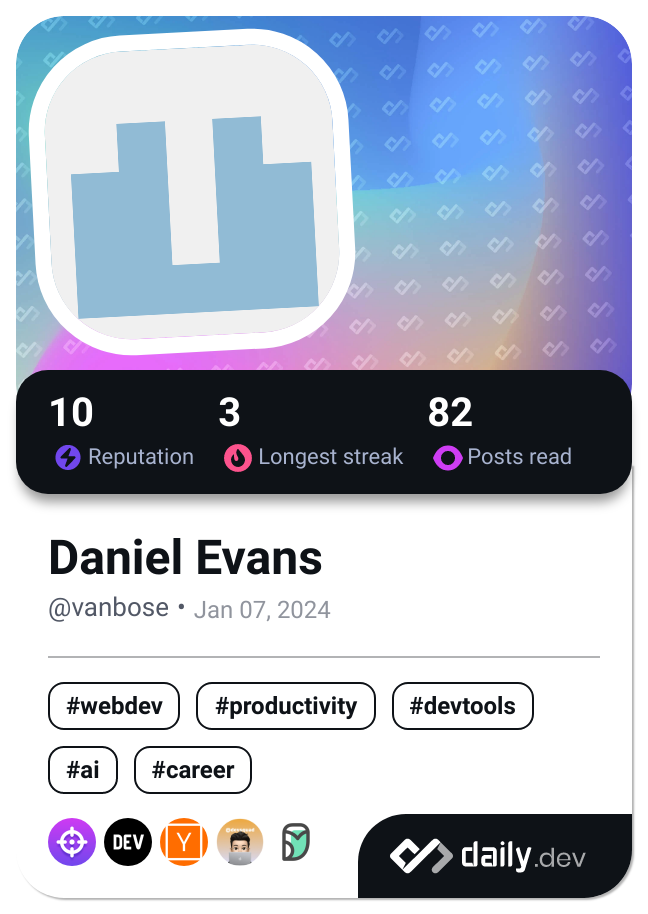 10 3 82
Reputation Longest streak Posts read
Daniel Evans
@vanbose • Jan 07, 2024
#webdev #productivity #devtools
#ai #career
DEV Y
daily.dev